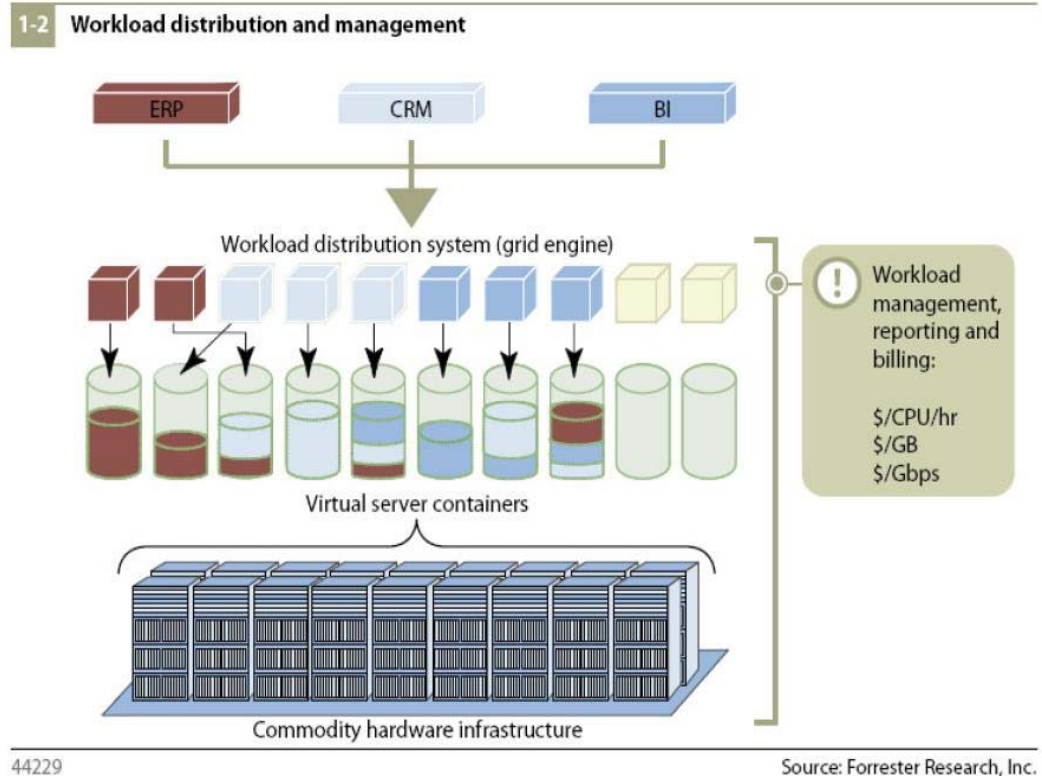 1-2 Workload distribution and management
ERP
CRM
BI
Workload distribution system (grid engine)
Workload
management,
reporting and
billing:
$/CPU/hr
$/GB
$/Gbps
Virtual server containers
Commodity hardware infrastructure
44229
Source: Forrester Research, Inc.